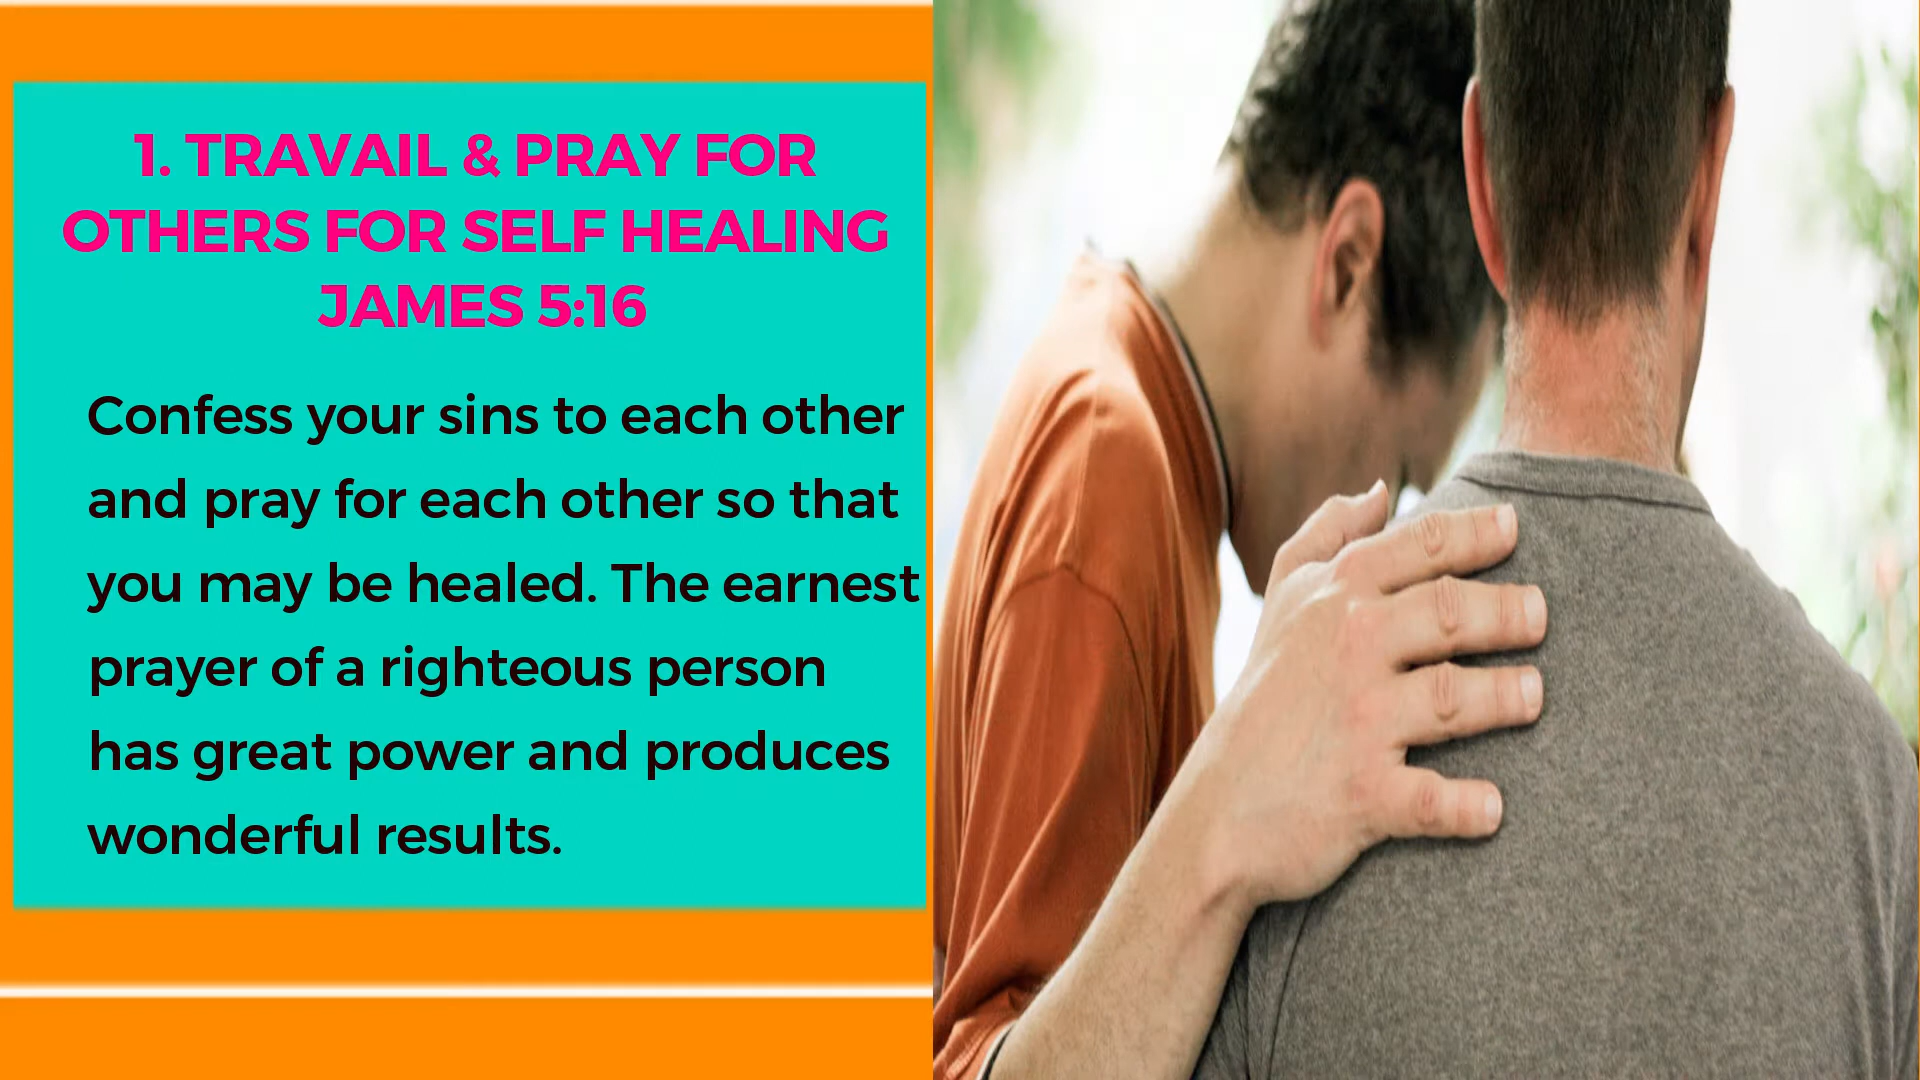 1. TRAVAIL & PRAY FOR
OTHERS FOR SELF HEALING
JAMES 5:16
Confess your sins to each other
and pray for each other so that
you may be healed. The earnest
prayer of a righteous person
has great power and produces
wonderful results.